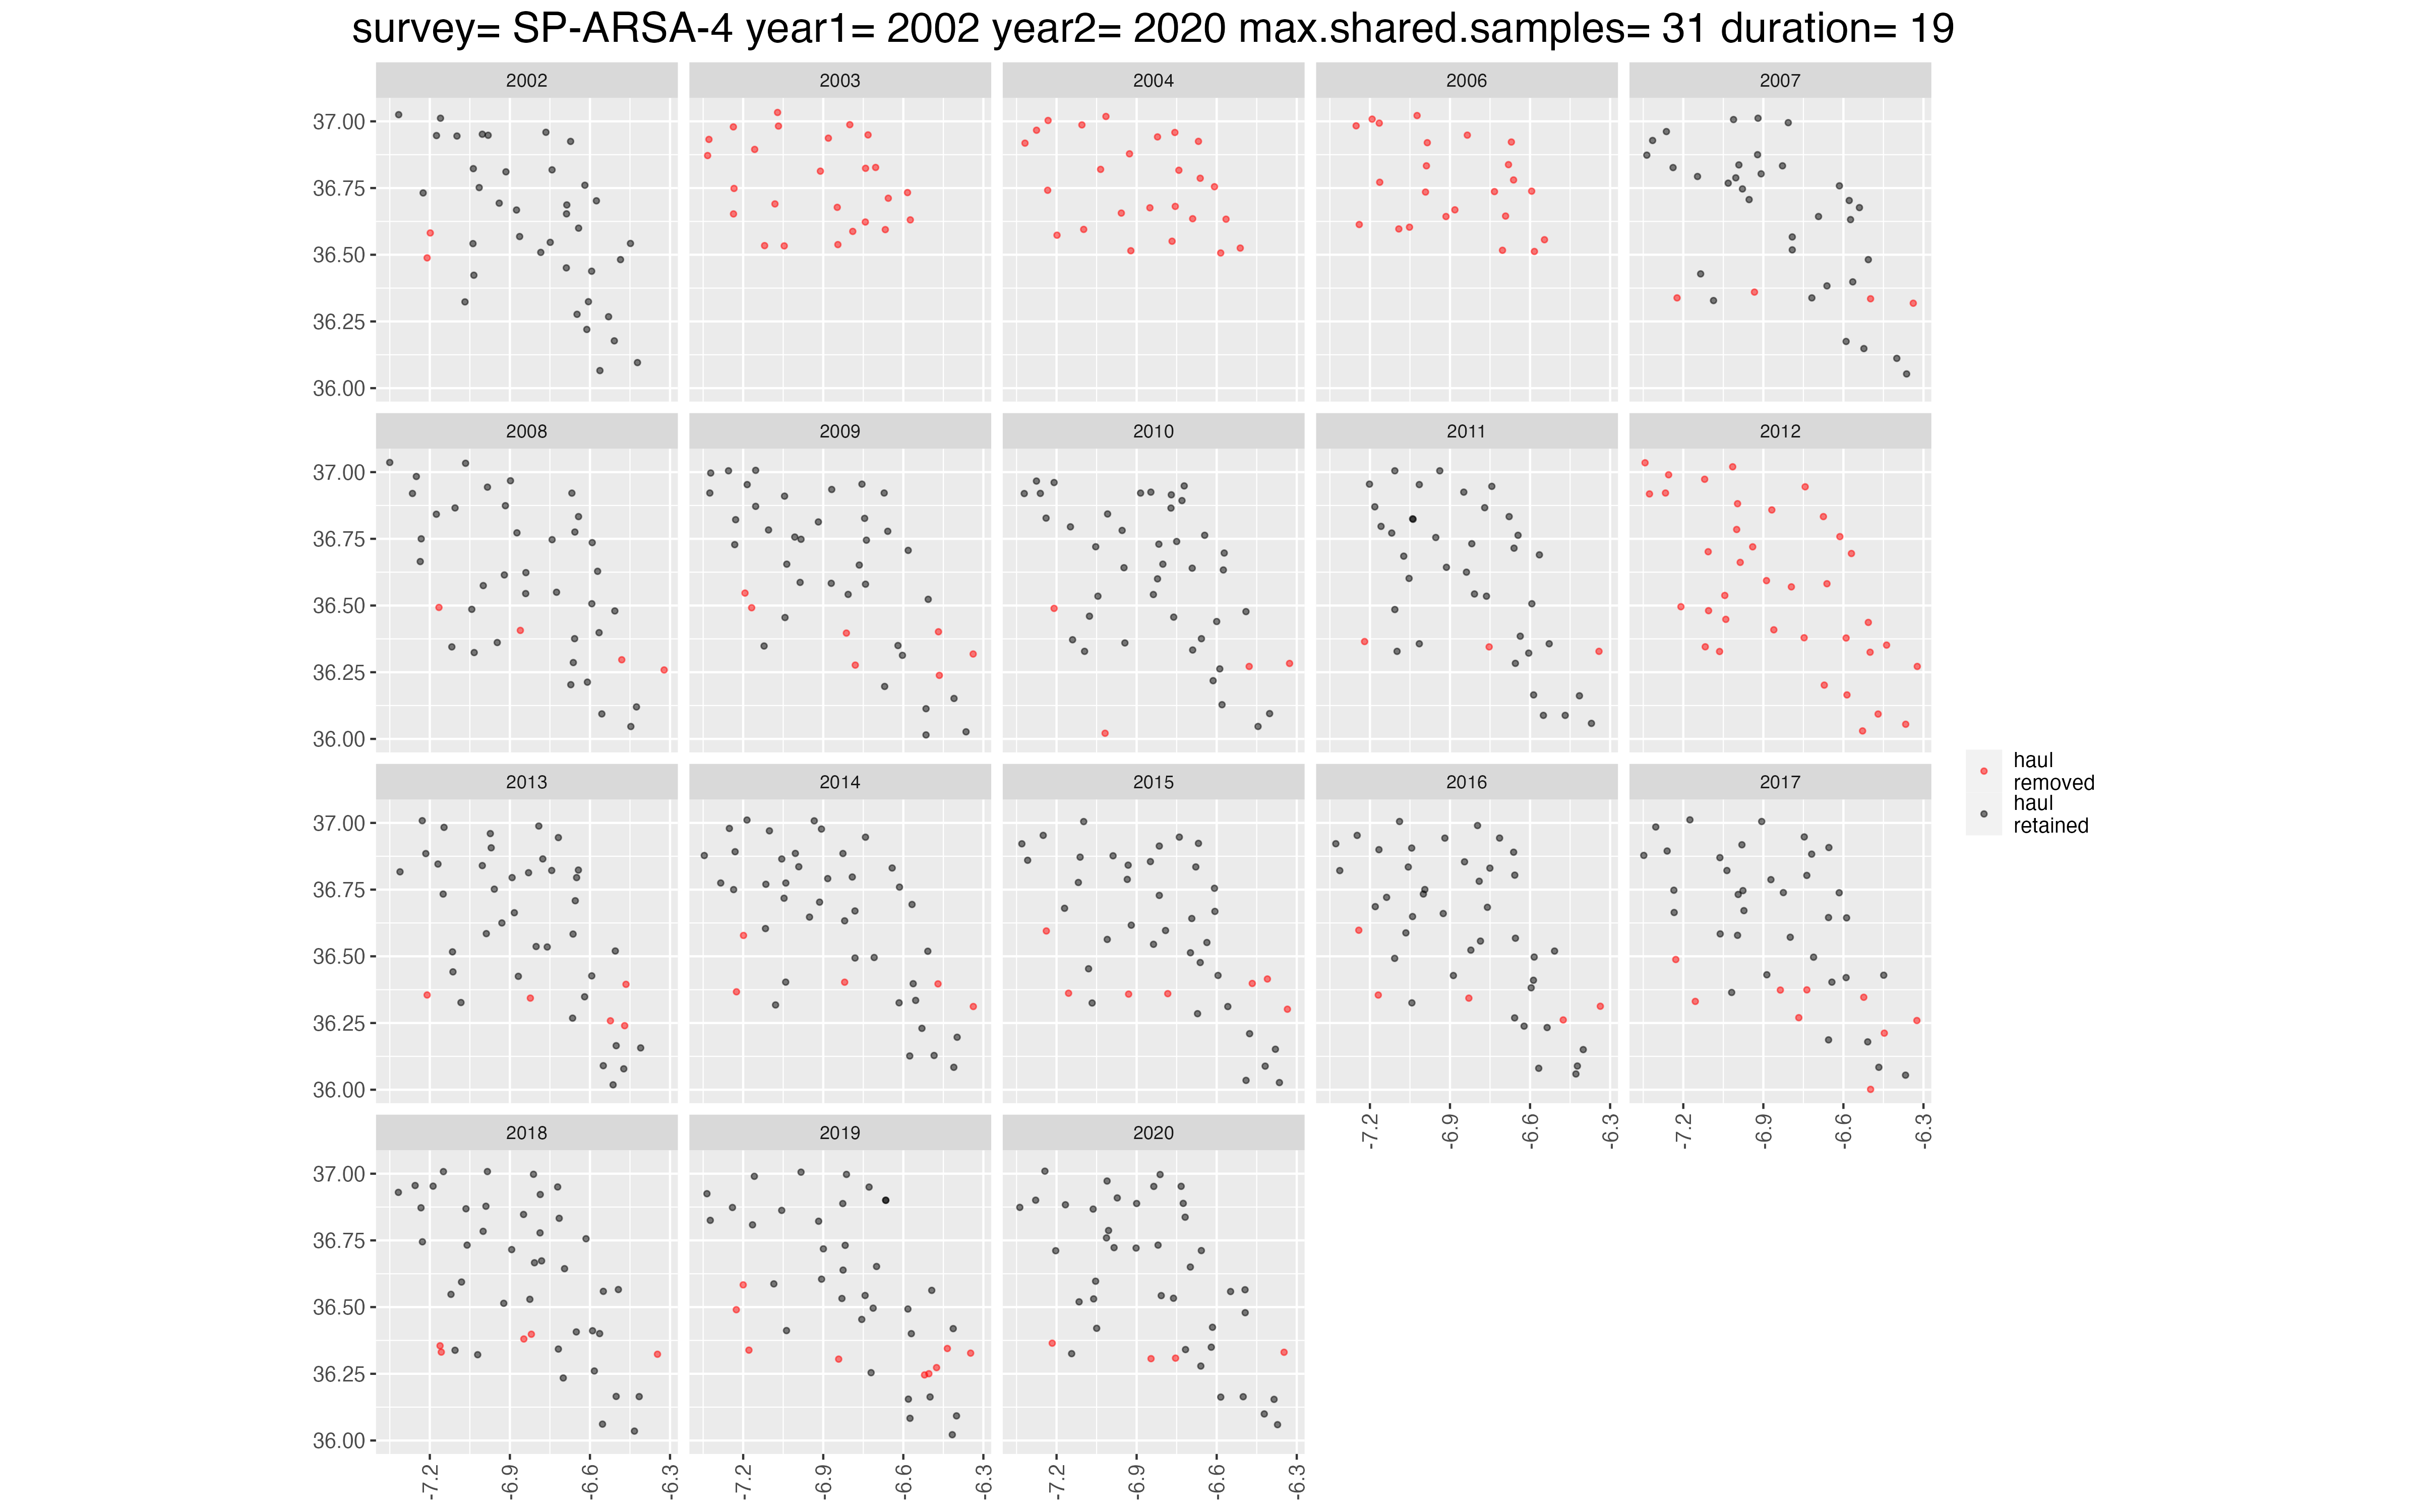 survey= SP-ARSA-4 year1= 2002 year2= 2020 max.shared.samples= 31 duration= 19
2002 2003 2004 2006 2007
37.00
36.75
36.50
36.25
36.00
2008 2009 2010 2011 2012
37.00
36.75
36.50
36.25
36.00
haul
removed
haul
retained
2013 2014 2015 2016 2017
37.00
36.75
36.50
36.25
36.00
-7.2 -6.9 -6.6 -6.3 -7.2 -6.9 -6.6 -6.3
2018 2019 2020
37.00
36.75
36.50
36.25
36.00
-7.2 -6.9 -6.6 -6.3 -7.2 -6.9 -6.6 -6.3 -7.2 -6.9 -6.6 -6.3